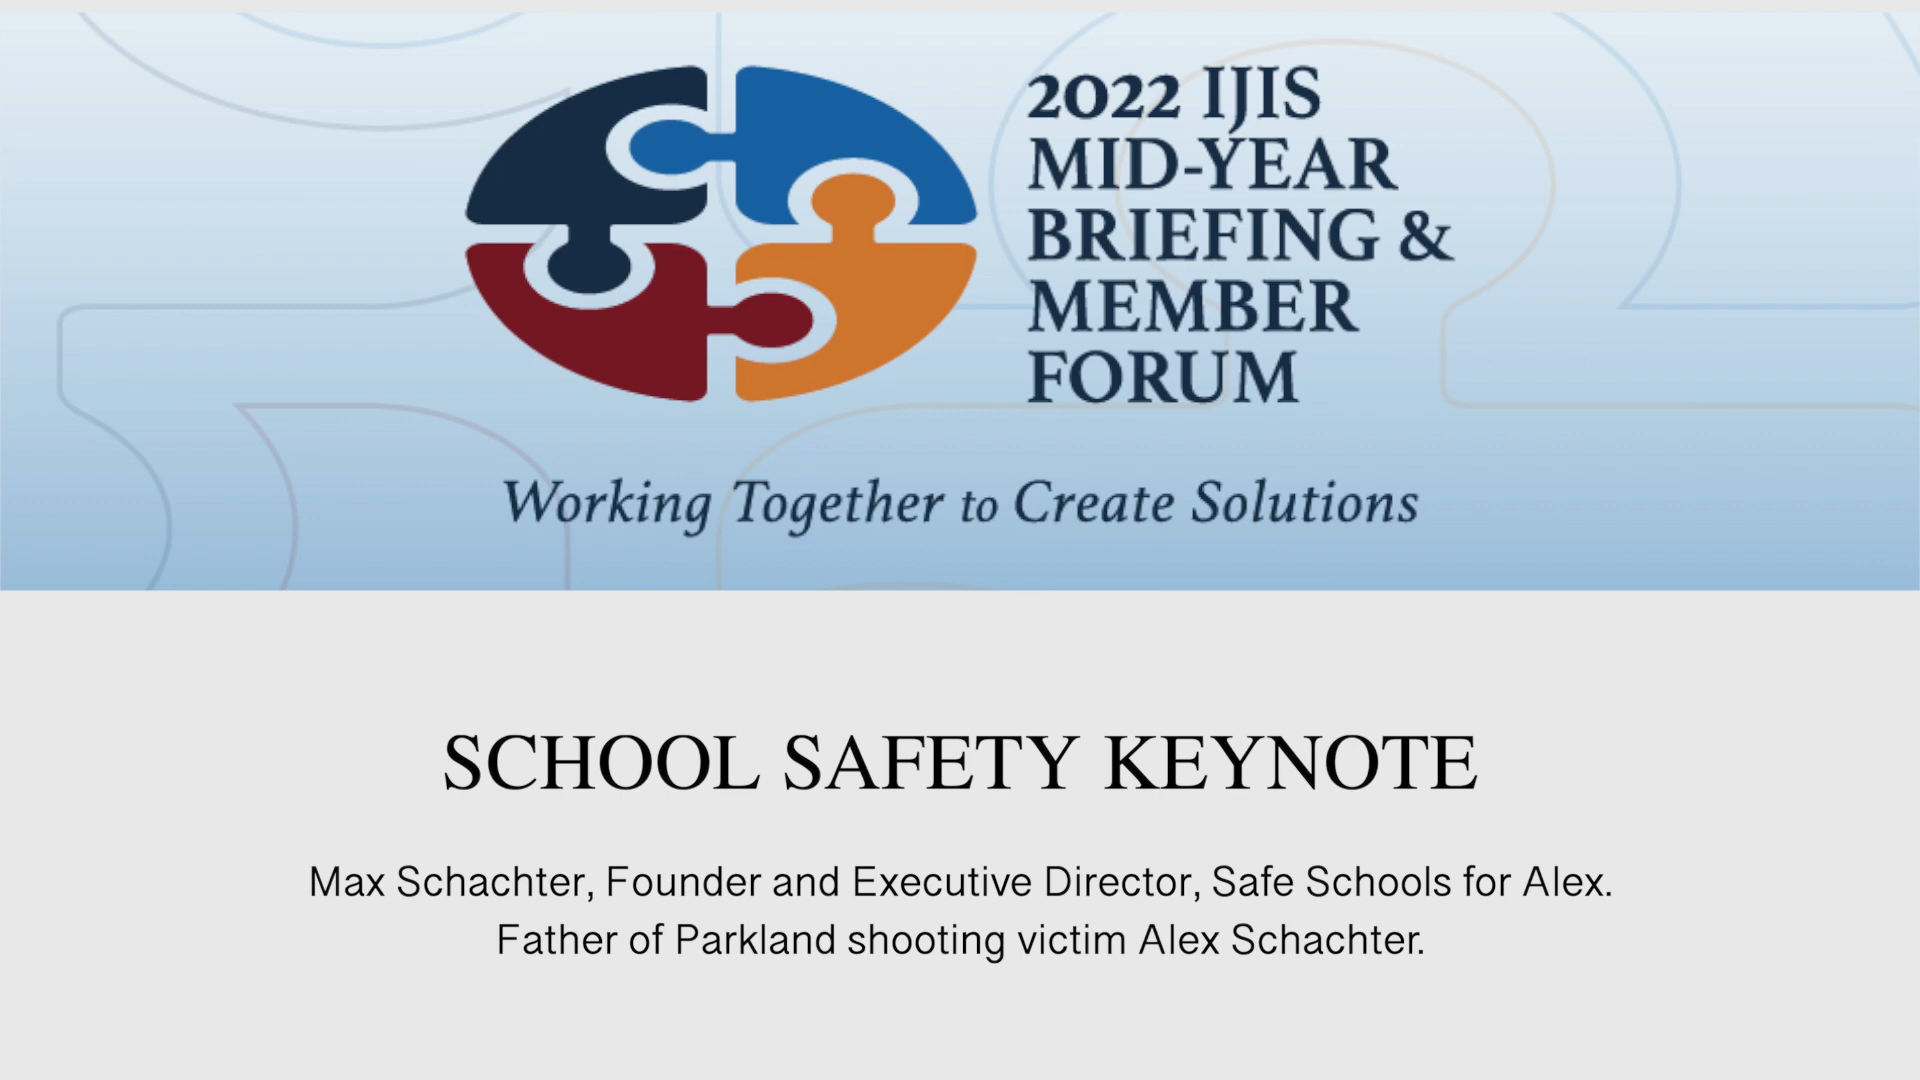 2022 IJIS
MID-YEAR
BRIEFING &
MEMBER
FORUM
Working Together to Create Solutions
SCHOOL SAFETY KEYNOTE
Max Schachter, Founder and Executive Director, Safe Schools for Alex.
Father of Parkland shooting victim Alex Schachter.